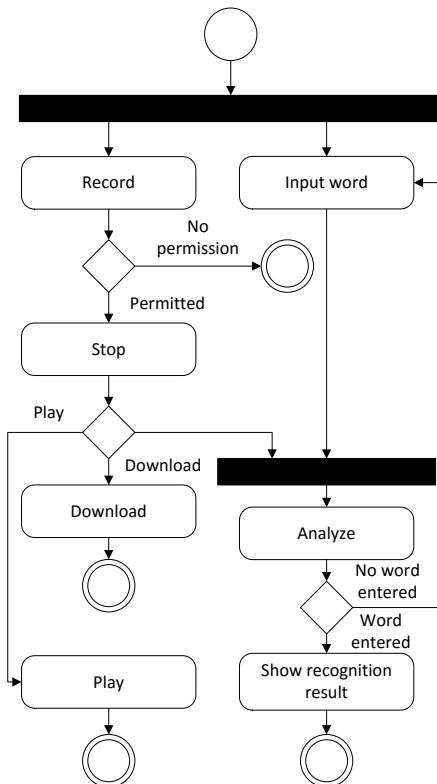 Record
Input word
No
permission
Permitted
Stop
Play
Download
Download
Analyze
No word
entered
Word
entered
Play
Show recognition
result